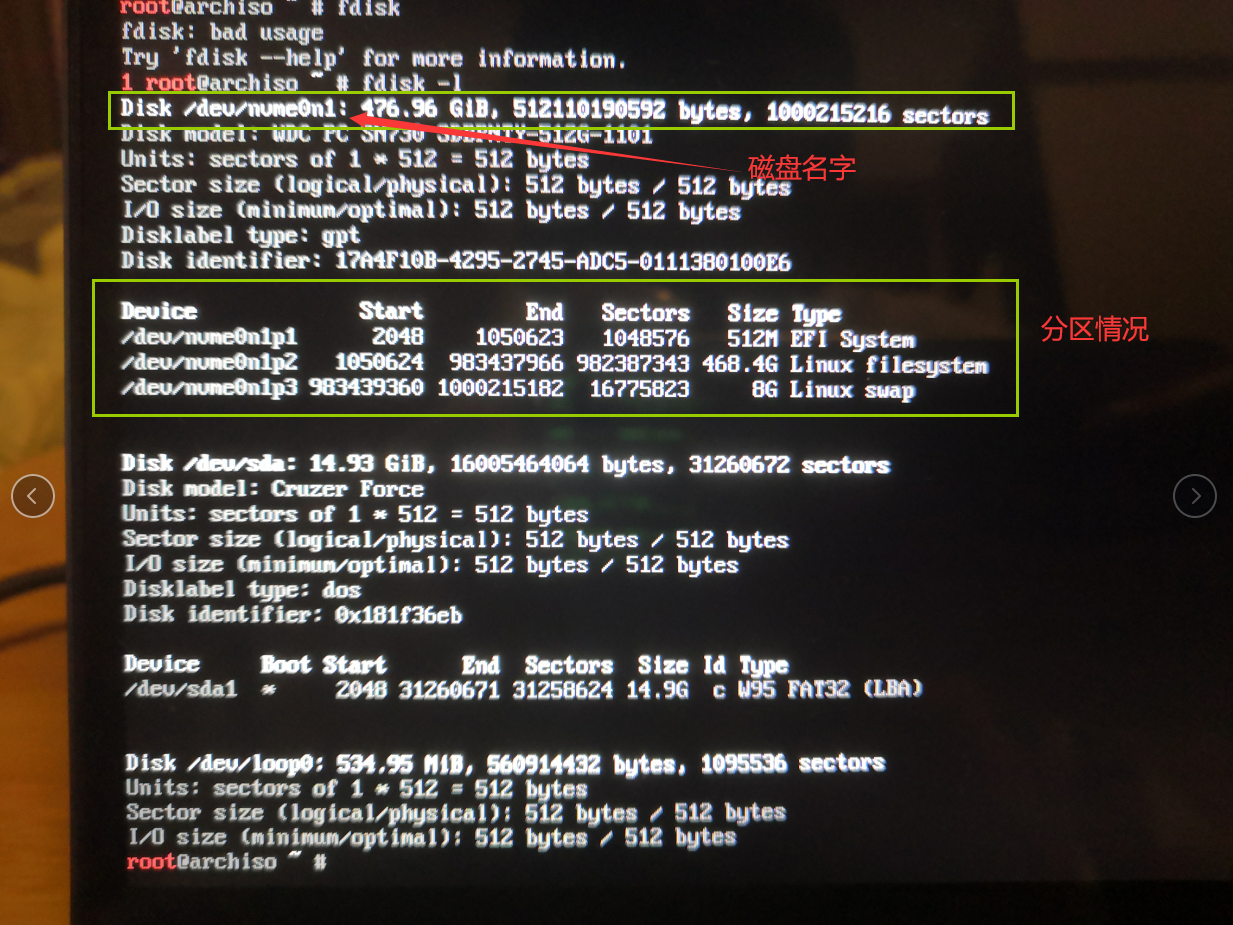 root@archiso ~ # fdisk
fdisk: bad usage
Try 'fdisk --help' for more information.
1 root@archiso ~ # fdisk -l
Disk /dev/nvme0n1: 476.96 GiB, 512110190592 bytes, 1000215216 sectors
Disk model: WDC PC SN730 SDBPNTY-512G-1101
磁盘名字
Units: sectors of 1 * 512 = 512 bytes
Sector size (logical/physical): 512 bytes / 512 bytes
I/O size (minimum/optimal): 512 bytes / 512 bytes
Disklabel type: gpt
Disk identifier: 17A4F10B-4295-2745-ADC5-0111380100E6
Device Start End Sectors Size Type
/dev/nvme0n1p1 2048 1050623 1048576 512M EFI System
分区情况
/dev/nvme0n1p2 1050624 983437966 982387343 468.4G Linux filesystem
/dev/nvme0n1p3 983439360 1000215182 16775823 8G Linux swap
Disk /dev/sda: 14.93 GiB, 16005464064 bytes, 31260672 sectors
Disk model: Cruzer Force
Units: sectors of 1 * 512 = 512 bytes
Sector size (logical/physical): 512 bytes / 512 bytes
I/O size (minimum/optimal): 512 bytes / 512 bytes
Disklabel type: dos
Disk identifier: 0x181f36eb
Device Boot Start End Sectors Size Id Type
/dev/sda1 * 2048 31260671 31258624 14.9G c W95 FAT32 (LBA)
Disk /dev/loop0: 534.95 MiB, 560914432 bytes, 1095536 sectors
Units: sectors of 1 * 512 = 512 bytes
Sector size (logical/physical): 512 bytes / 512 bytes
I/O size (minimum/optimal): 512 bytes / 512 bytes
root@archiso ~ #